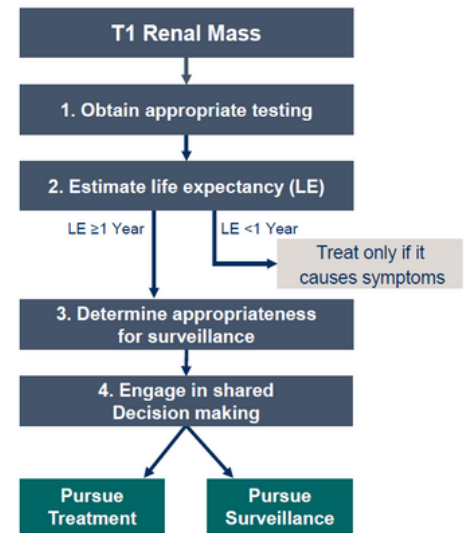 T1 Renal Mass
1. Obtain appropriate testing
2. Estimate life expectancy (LE)
LE ≥1 Year
LE <1 Year
Treat only if it
causes symptoms
3. Determine appropriateness
for surveillance
4. Engage in shared
Decision making
Pursue
Treatment
Pursue
Surveillance